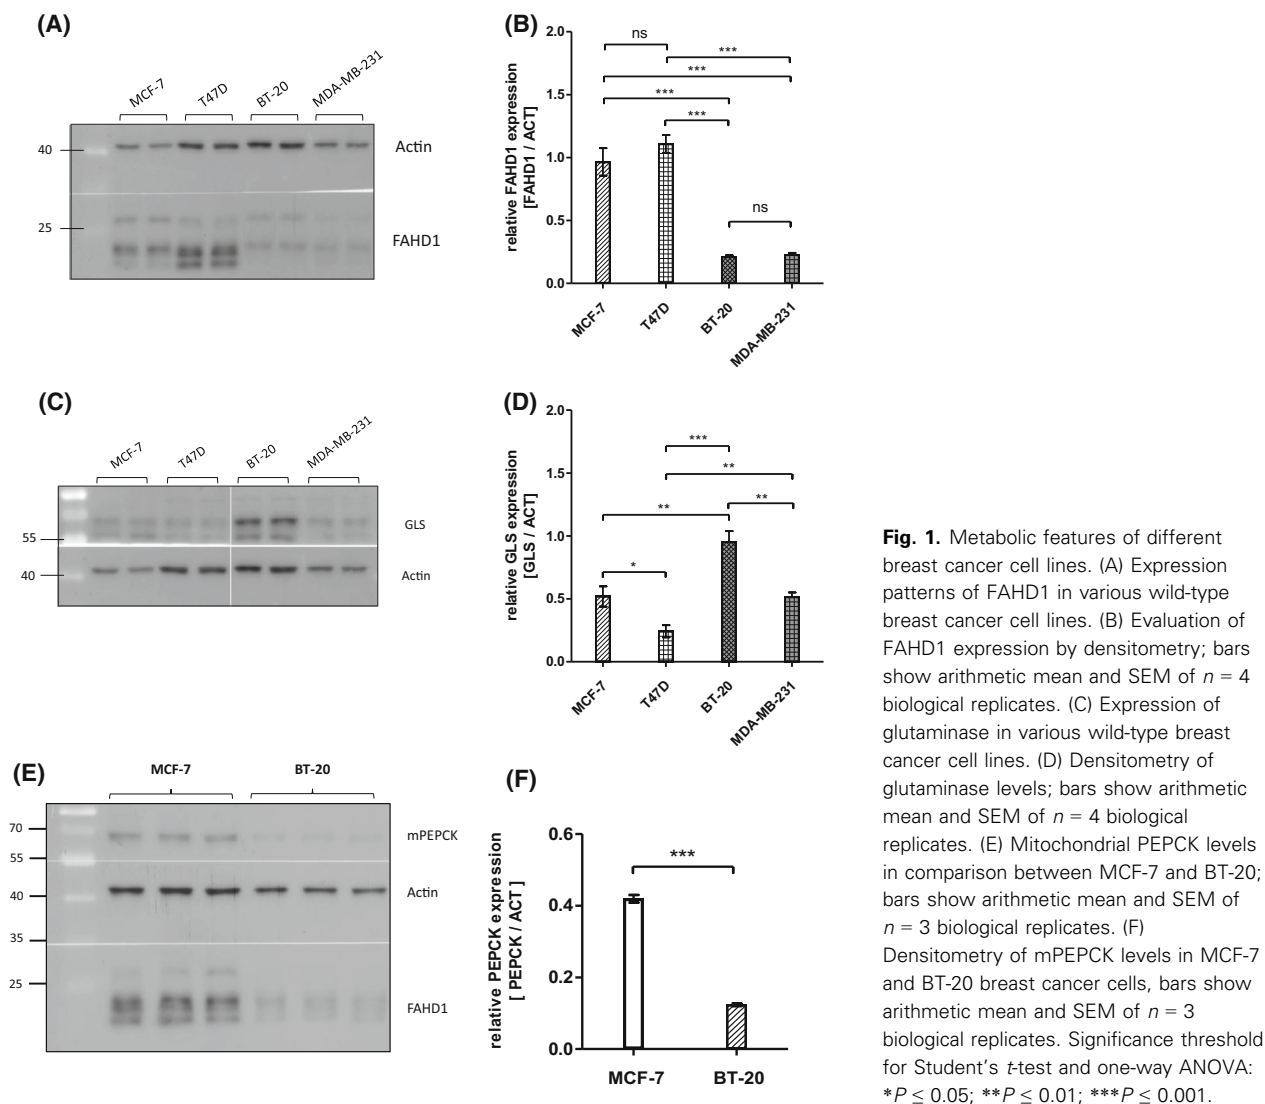 (A)
MCF-7
T47D
BT-20
MDA-MB-231
40
Actin
25
FAHD1
(B)
relative FAHD1 expression
[FAHD1 / ACT]
2.0
1.5
1.0
0.5
0.0
ns
***
***
***
***
ns
MCF-7
T47D
BT-20
MDA-MB-231
(C)
MCF-7
T47D
BT-20
MDA-MB-231
GLS
55
40
Actin
(D)
relative GLS expression
[GLS / ACT]
2.0
1.5
1.0
0.5
0.0
***
**
**
**
*
MCF-7
T47D
BT-20
MDA-MB-231
(E)
MCF-7
BT-20
70
mPEPCK
55
40
Actin
35
25
FAHD1
(F)
relative PEPCK expression
[ PEPCK / ACT ]
0.6
0.4
0.2
0.0
***
MCF-7
BT-20
Fig. 1. Metabolic features of different
breast cancer cell lines. (A) Expression
patterns of FAHD1 in various wild-type
breast cancer cell lines. (B) Evaluation of
FAHD1 expression by densitometry; bars
show arithmetic mean and SEM of n = 4
biological replicates. (C) Expression of
glutaminase in various wild-type breast
cancer cell lines. (D) Densitometry of
glutaminase levels; bars show arithmetic
mean and SEM of n = 4 biological
replicates. (E) Mitochondrial PEPCK levels
in comparison between MCF-7 and BT-20;
bars show arithmetic mean and SEM of
n = 3 biological replicates. (F)
Densitometry of mPEPCK levels in MCF-7
and BT-20 breast cancer cells, bars show
arithmetic mean and SEM of n = 3
biological replicates. Significance threshold
for Student's t-test and one-way ANOVA:
*P ≤ 0.05; **P ≤ 0.01; ***P ≤ 0.001.